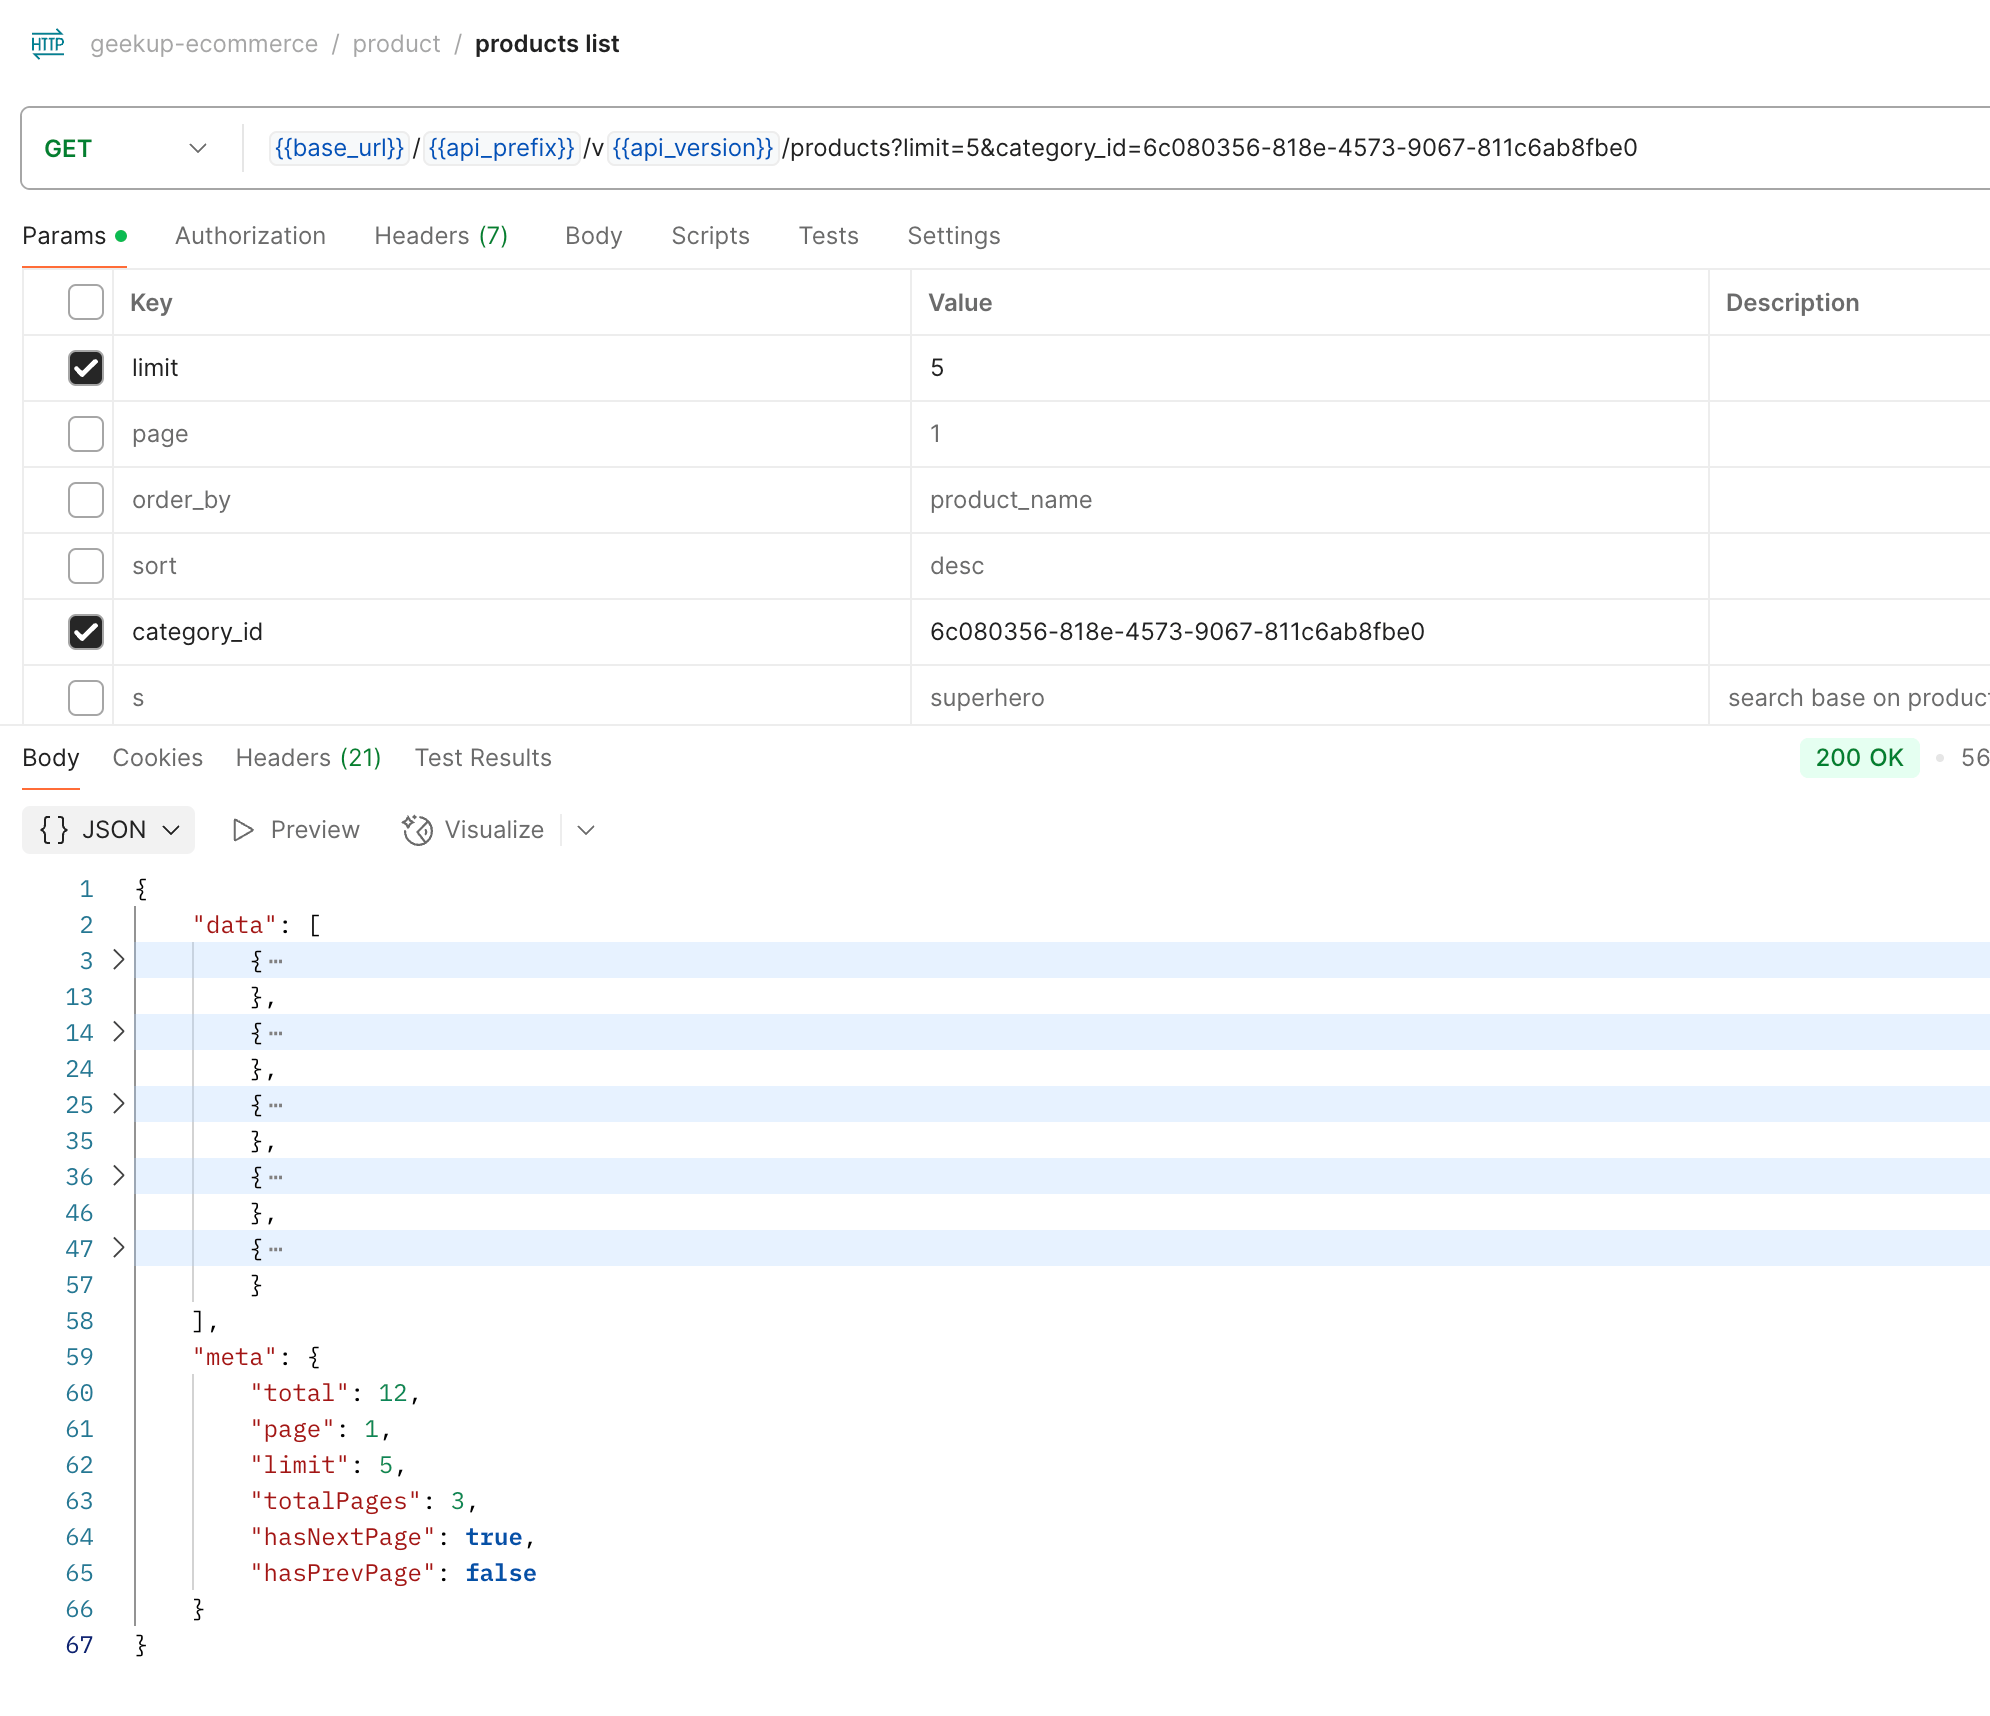 HTTP geekup-ecommerce / product / products list
GET {{base_url}}/{{api_prefix}}/v{{api_version}}/products?limit=5&category_id=6c080356-818e-4573-9067-811c6ab8fbe0
Params Authorization Headers (7) Body Scripts Tests Settings
Key Value Description
limit 5
page 1
order_by product_name
sort desc
category_id 6c080356-818e-4573-9067-811c6ab8fbe0
s superhero search base on product
Body Cookies Headers (21) Test Results 200 OK • 56
{ } JSON Preview Visualize
1 {
2 "data": [
3 { ⋯
13 },
14 { ⋯
24 },
25 { ⋯
35 },
36 { ⋯
46 },
47 { ⋯
57 }
58 ],
59 "meta": {
60 "total": 12,
61 "page": 1,
62 "limit": 5,
63 "totalPages": 3,
64 "hasNextPage": true,
65 "hasPrevPage": false
66 }
67 }